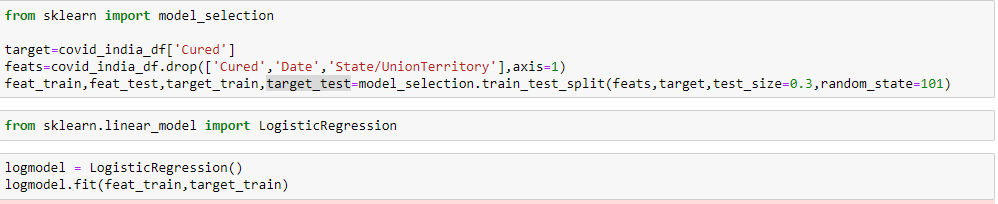 from sklearn import model_selection
target=covid_india_df['Cured']
feats=covid_india_df.drop(['Cured','Date','State/UnionTerritory'],axis=1)
feat_train,feat_test,target_train,target_test=model_selection.train_test_split(feats,target,test_size=0.3,random_state=101)
from sklearn.linear_model import LogisticRegression
logmodel = LogisticRegression()
logmodel.fit(feat_train,target_train)